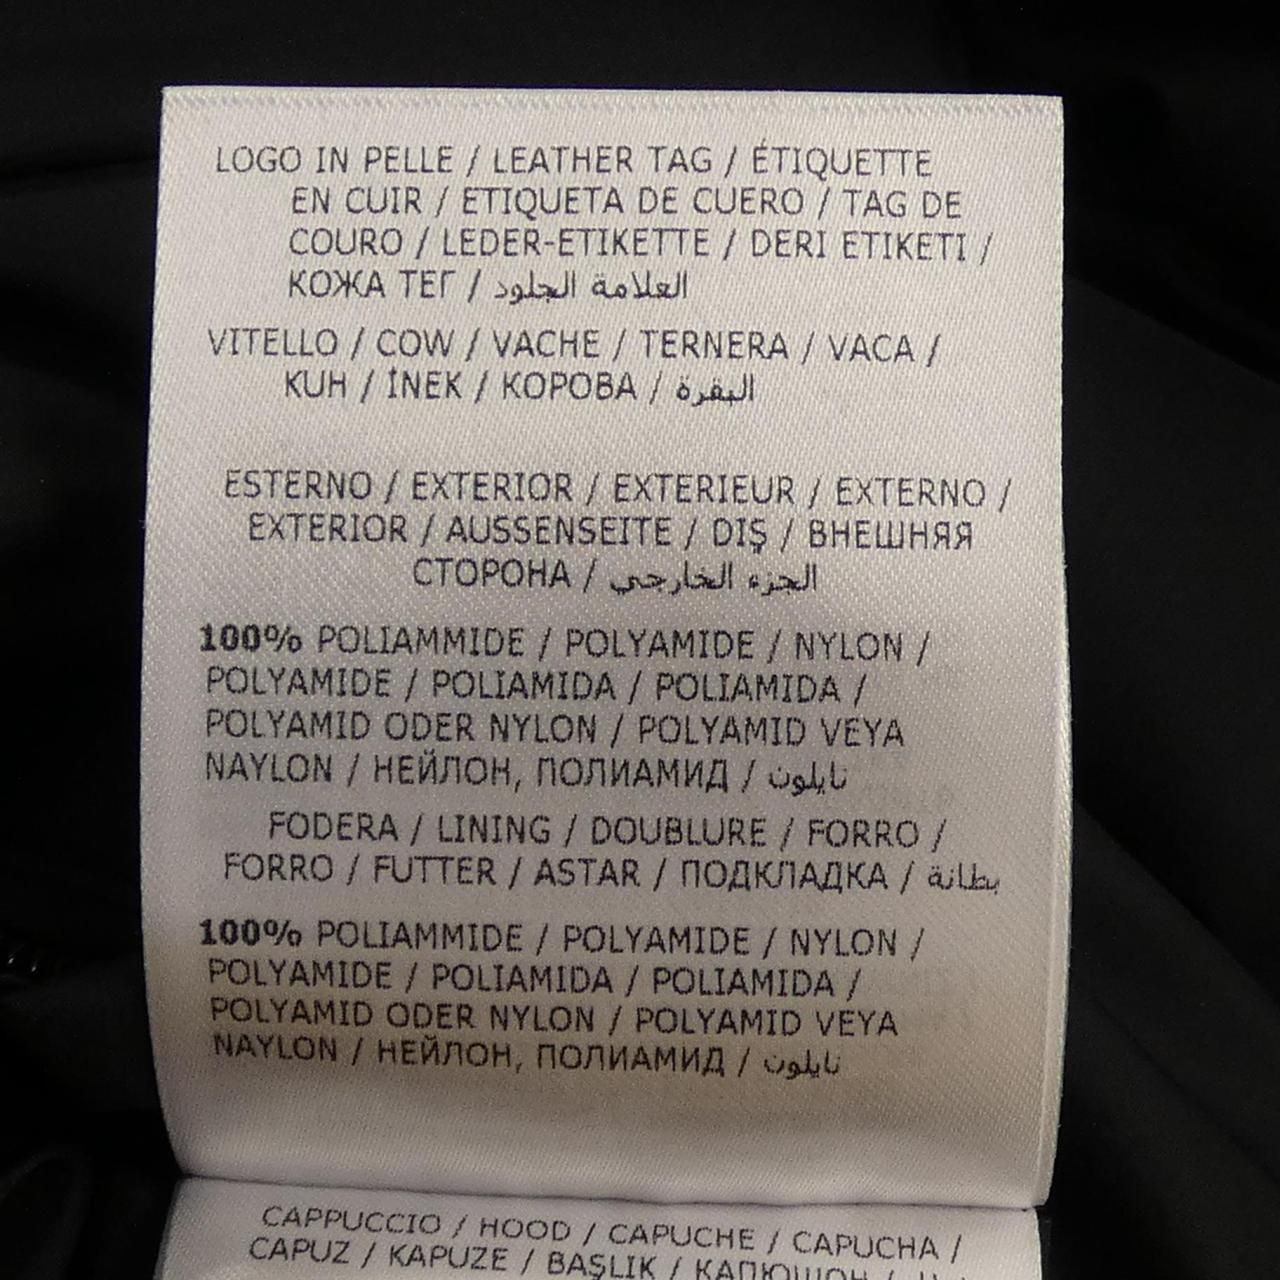 LOGO IN PELLE / LEATHER TAG / ÉTIQUETTE
EN CUIR / ETIQUETA DE CUERO / TAG DE
COURO / LEDER-ETIKETTE / DERI ETIKETI /
КОЖА ТЕГ / العلامة الجلود
VITELLO / COW / VACHE / TERNERA / VACA /
KUH / İNEK / КОРОВА / البقرة
ESTERNO / EXTERIOR / EXTERIEUR / EXTERNO /
EXTERIOR / AUSSENSEITE / DIŞ / ВНЕШНЯЯ
СТОРОНА / الجزء الخارجي
100% POLIAMMIDE / POLYAMIDE / NYLON /
POLYAMIDE / POLIAMIDA / POLIAMIDA /
POLYAMID ODER NYLON / POLYAMID VEYA
NAYLON / НЕЙЛОН, ПОЛИАМИД / نايلون
FODERA / LINING / DOUBLURE / FORRO /
FORRO / FUTTER / ASTAR / ПОДКЛАДКА / بطانة
100% POLIAMMIDE / POLYAMIDE / NYLON /
POLYAMIDE / POLIAMIDA / POLIAMIDA /
POLYAMID ODER NYLON / POLYAMID VEYA
NAYLON / НЕЙЛОН, ПОЛИАМИД / نايلون
CAPPUCCIO / HOOD / CAPUCHE / CAPUCHA /
CAPUZ / KAPUZE / BAŞLIK / КАПЮШОН /